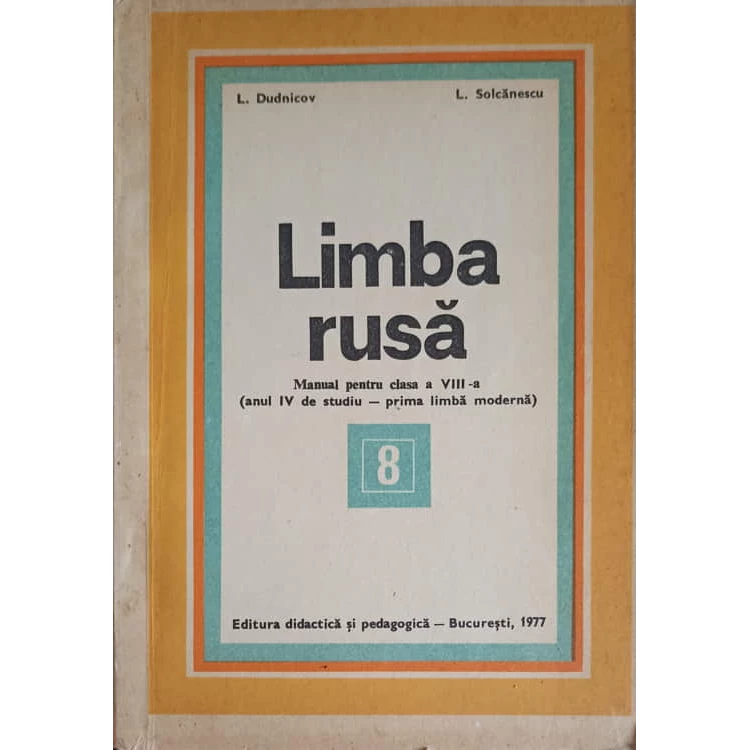 L. Dudnicov L. Solcănescu
Limba
rusă
Manual pentru clasa a VIII-a
(anul IV de studiu — prima limbă modernă)
8
Editura didactică și pedagogică — București, 1977